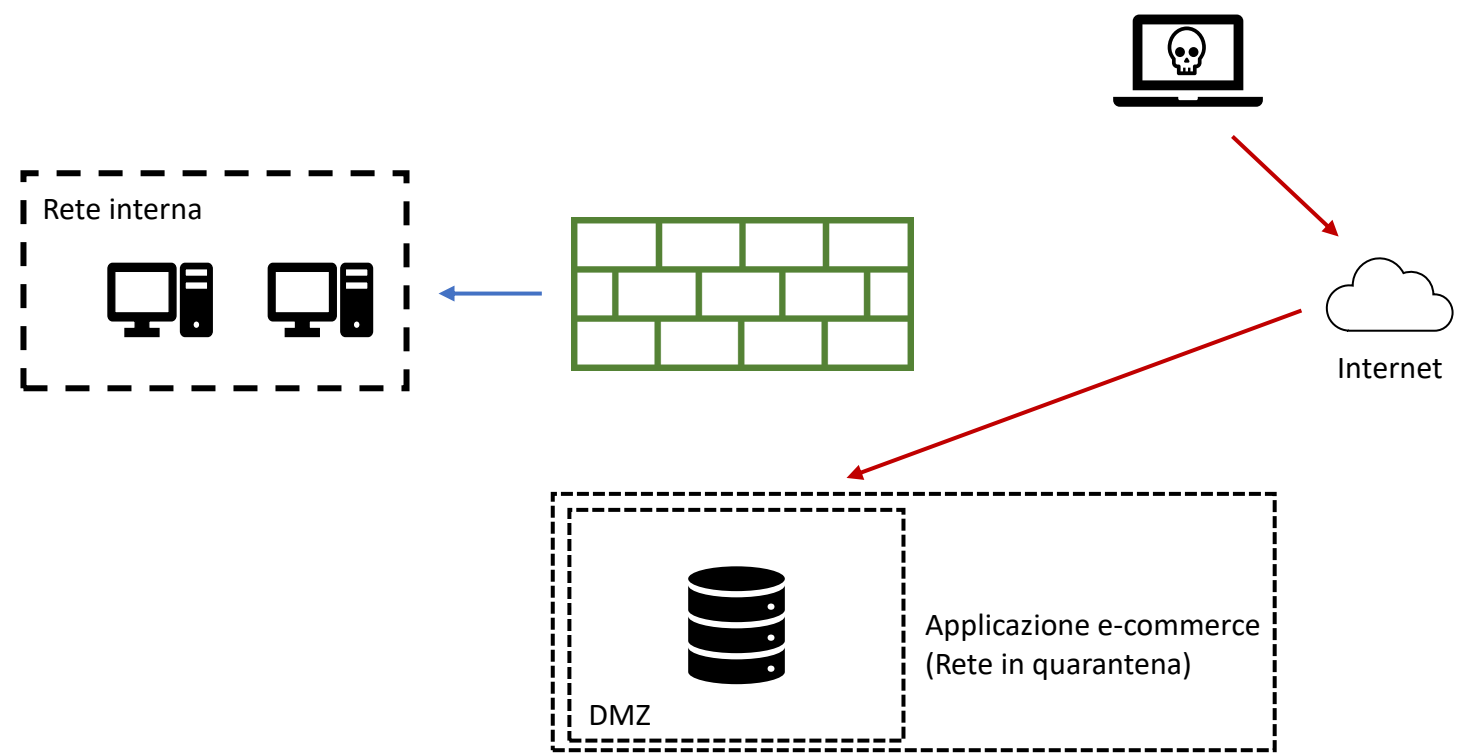 Rete interna
Internet
Applicazione e-commerce
(Rete in quarantena)
DMZ